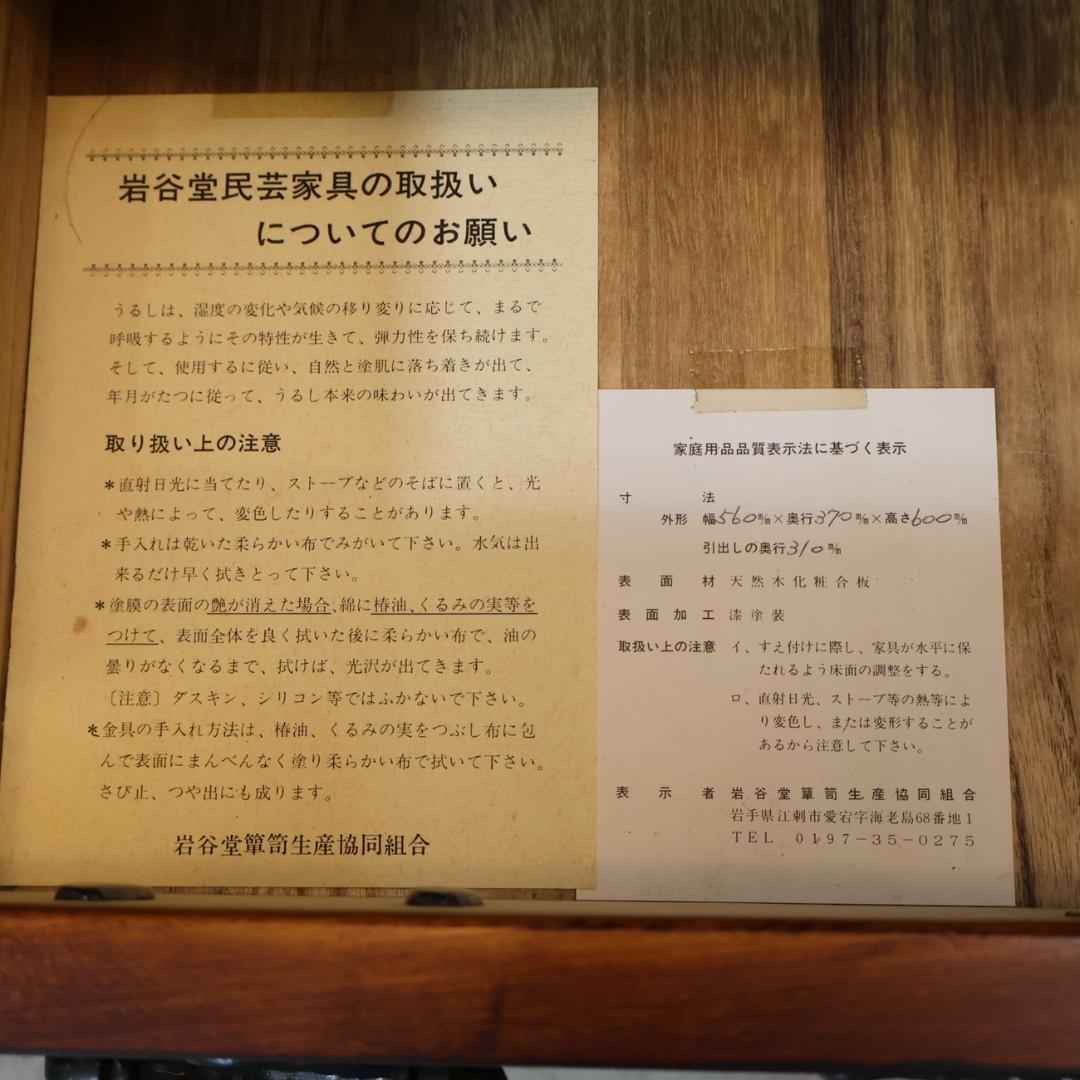 岩谷堂民芸家具の取扱い
についてのお願い
うるしは、湿度の変化や気候の移り変りに応じて、まるで
呼吸するようにその特性が生きて、弾力性を保ち続けます。
そして、使用するに従い、自然と塗肌に落ち着きが出て、
年月がたつに従って、うるし本来の味わいが出てきます。
取り扱い上の注意
*直射日光に当てたり、ストーブなどのそばに置くと、光
や熱によって、変色したりすることがあります。
*手入れは乾いた柔らかい布でみがいて下さい。水気は出
来るだけ早く拭きとって下さい。
*塗膜の表面の艶が消えた場合、綿に椿油、くるみの実等を
つけて、表面全体を良く拭いた後に柔らかい布で、油の
曇りがなくなるまで、拭けば、光沢が出てきます。
〔注意〕ダスキン、シリコン等ではふかないで下さい。
*金具の手入れ方法は、椿油、くるみの実をつぶし布に包
んで表面にまんべんなく塗り柔らかい布で拭いて下さい。
さび止、つや出にも成ります。
岩谷堂簞笥生産協同組合
家庭用品品質表示法に基づく表示
寸法
外形 幅560m/m×奥行370m/m×高さ600m/m
引出しの奥行310m/m
表面材 天然木化粧合板
表面加工 漆塗装
取扱い上の注意 イ、すえ付けに際し、家具が水平に保
たれるよう床面の調整をする。
ロ、直射日光、ストーブ等の熱等によ
り変色し、または変形することが
あるから注意して下さい。
表示者 岩谷堂簞笥生産協同組合
岩手県江刺市愛宕字海老島68番地1
TEL 0197-35-0275